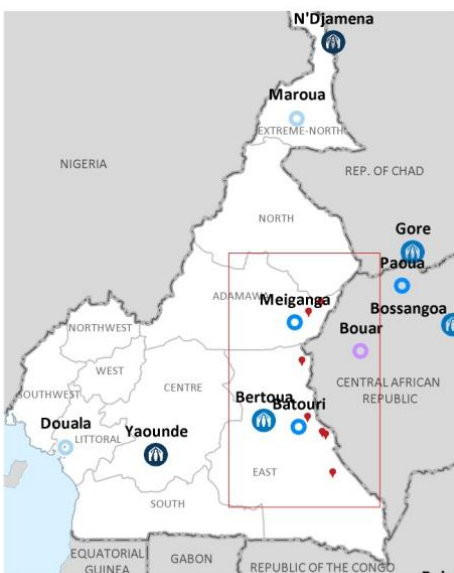 N'Djamena
Maroua
EXTREME-NORTH
NIGERIA
REP. OF CHAD
NORTH
Gore
Paoua
ADAMAWA
Meiganga
Bossangoa
Bouar
NORTHWEST
WEST
CENTRE
CENTRAL AFRICAN
REPUBLIC
SOUTHWEST
Bertoua
Batouri
Douala
LITTORAL
Yaounde
EAST
SOUTH
EQUATORIAL
GUINEA
GABON
REPUBLIC OF THE CONGO